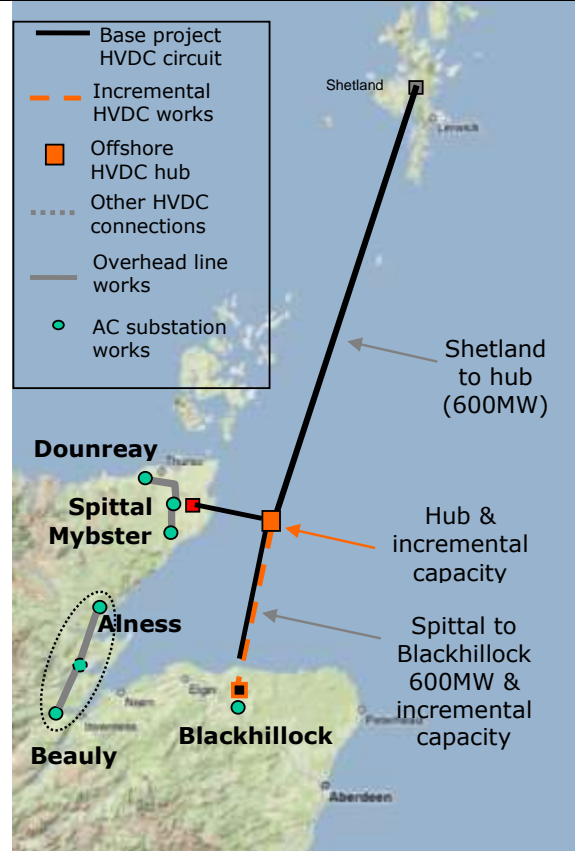 Base project
HVDC circuit
Incremental
HVDC works
Offshore
HVDC hub
Other HVDC
connections
Overhead line
works
AC substation
works
Shetland
Lerwick
Shetland
to hub
(600MW)
Dounreay
Thurso
Spittal
Mybster
Hub &
incremental
capacity
Spittal to
Blackhillock
600MW &
incremental
capacity
Alness
Elgin
Nairn
Inverness
Beauly
Blackhillock
Peterhead
Aberdeen